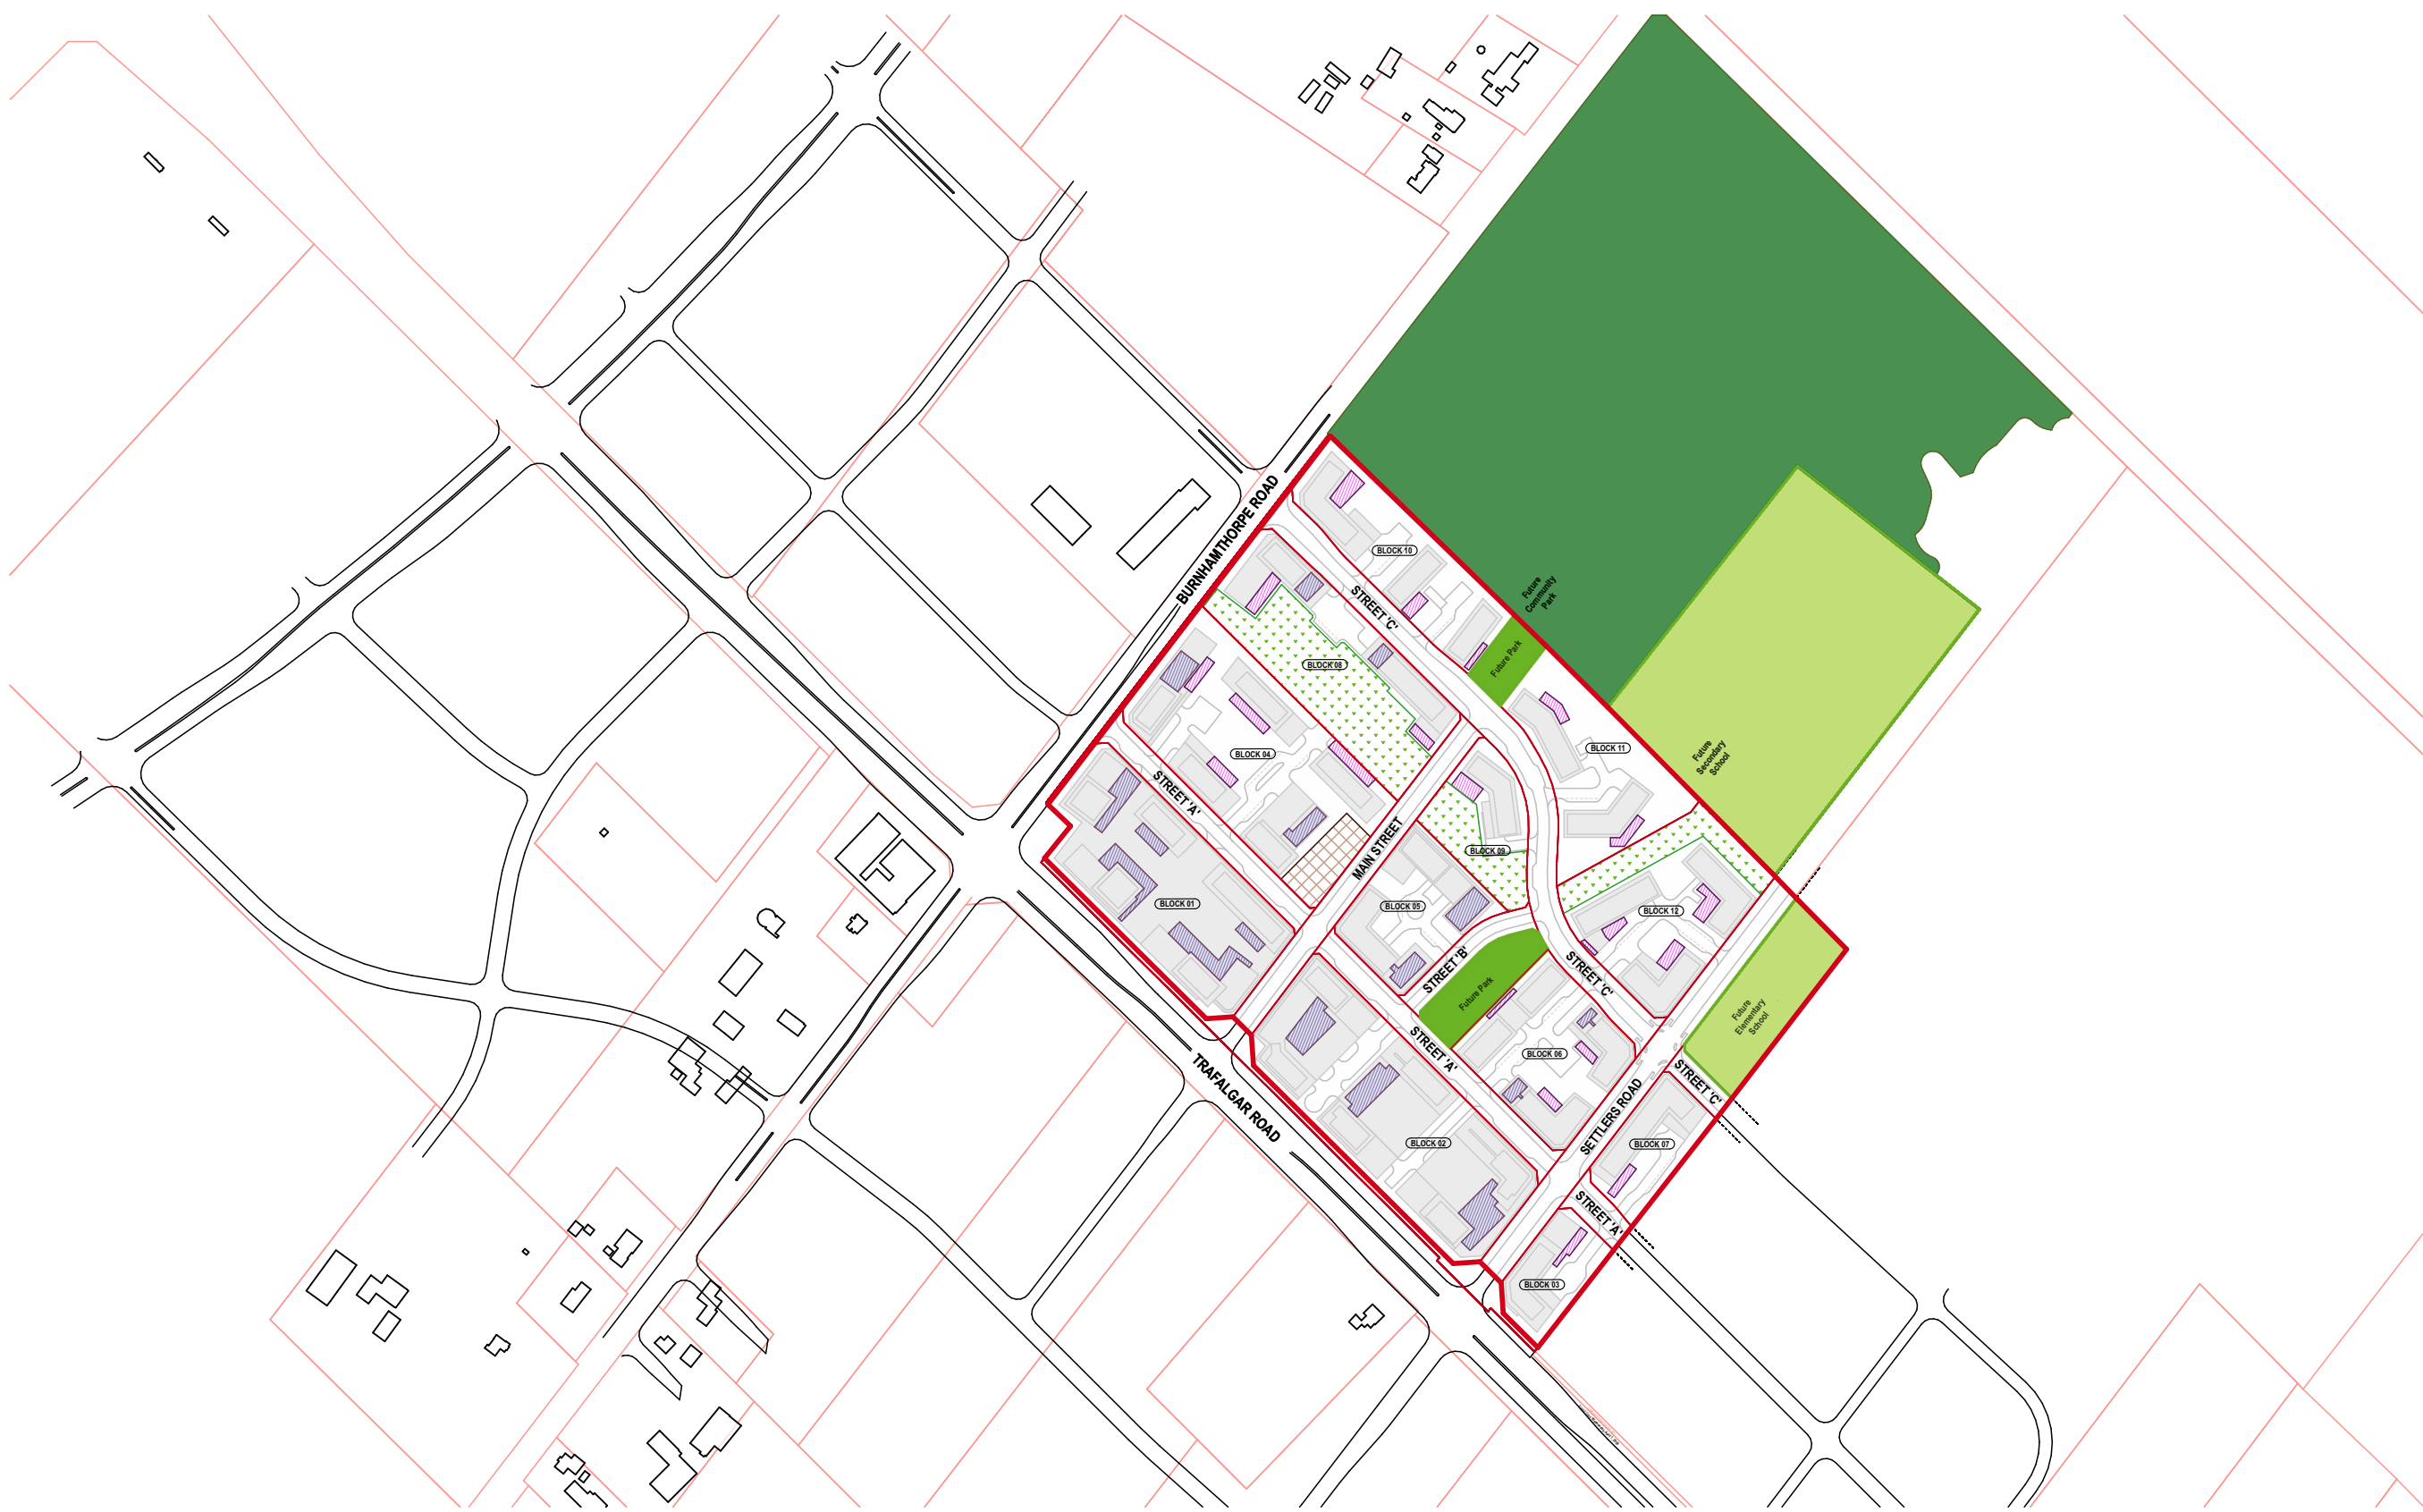 BURNHAMTHORPE ROAD
BLOCK 10
STREET 'C'
Future
Community
Park
Future Park
BLOCK 08
BLOCK 04
STREET 'A'
BLOCK 11
Future
Secondary
School
MAIN STREET
BLOCK 09
BLOCK 01
BLOCK 05
BLOCK 12
STREET 'B'
Future Park
STREET 'C'
Future
Elementary
School
STREET 'A'
BLOCK 06
TRAFALGAR ROAD
SETTLERS ROAD
STREET 'C'
BLOCK 02
BLOCK 07
STREET 'A'
BLOCK 03